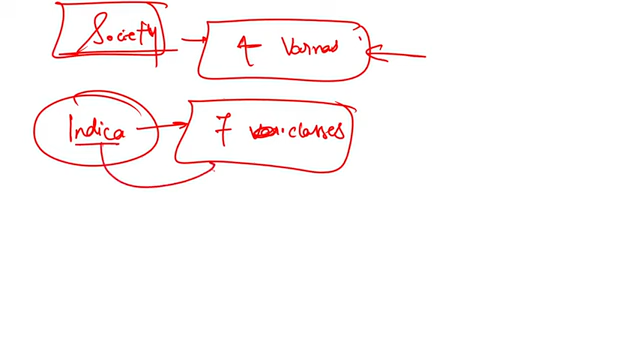 Society → 4 Varnas
Indica → 7 classes